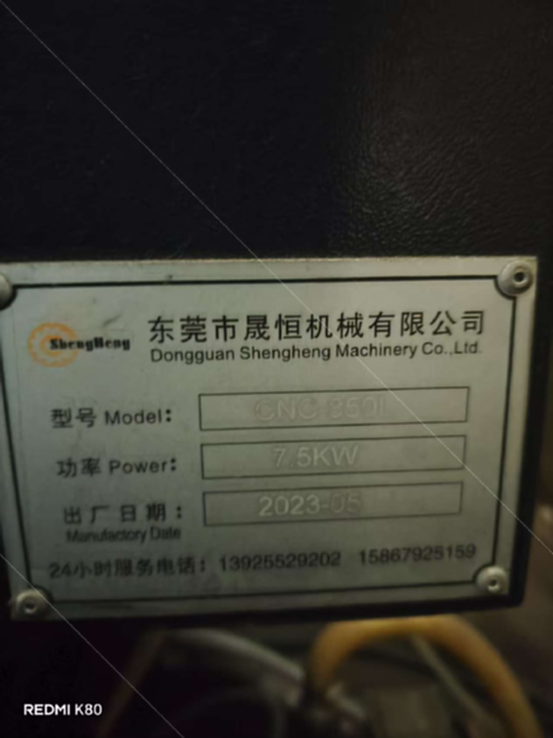 ShengHeng
东莞市晟恒机械有限公司
Dongguan Shengheng Machinery Co.,Ltd.
型号 Model: CNC-350L
功率 Power: 7.5KW
出厂日期: 2023-05
Manufactory Date
24小时服务电话: 13925529202 15867925159
REDMI K80